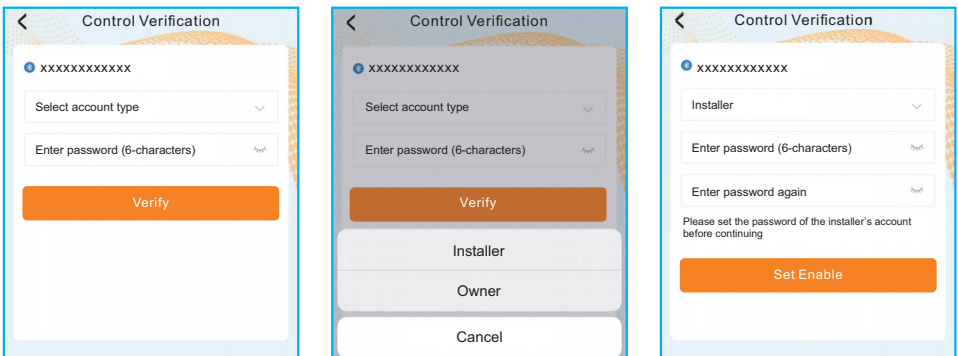 Control Verification
xxxxxxxxxxxx
Select account type
Enter password (6-characters)
Verify
Control Verification
xxxxxxxxxxxx
Select account type
Enter password (6-characters)
Verify
Installer
Owner
Cancel
Control Verification
xxxxxxxxxxxx
Installer
Enter password (6-characters)
Enter password again
Please set the password of the installer's account
before continuing
Set Enable